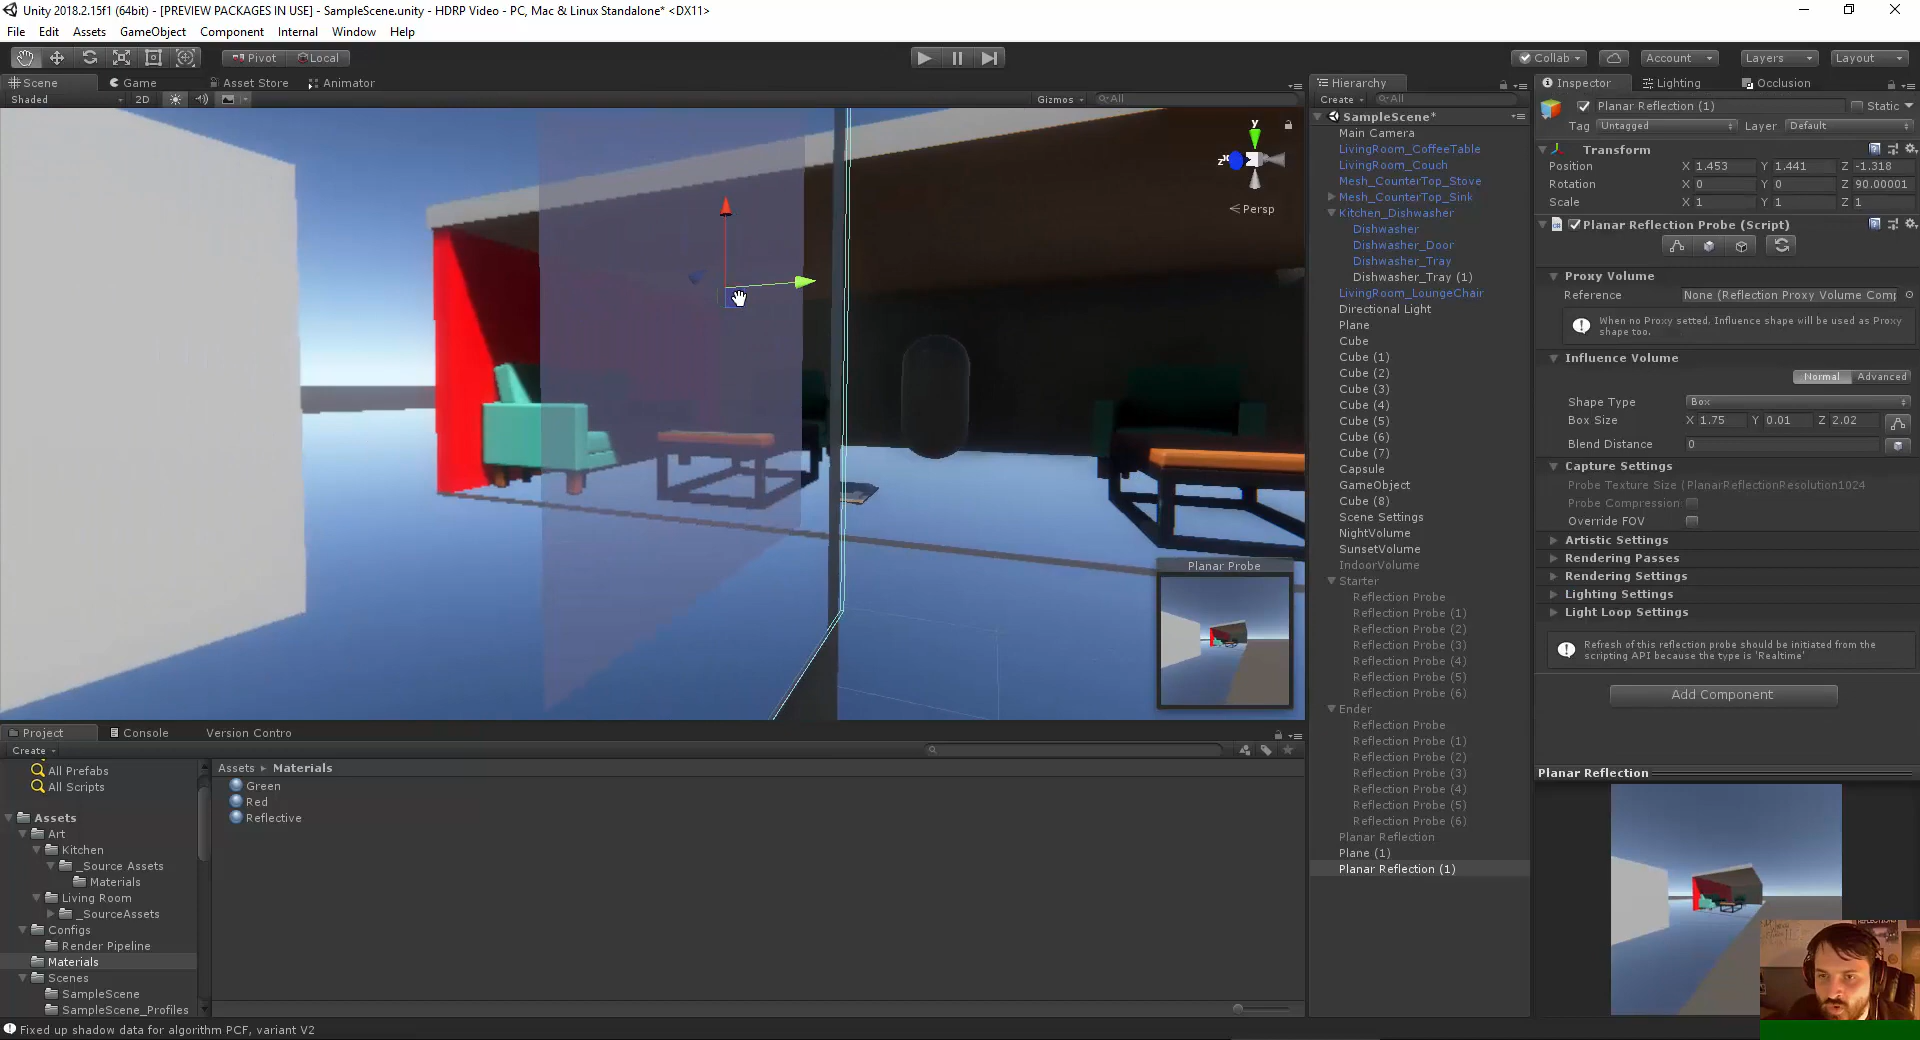 Unity 2018.2.15f1 (64bit) - [PREVIEW PACKAGES IN USE] - SampleScene.unity - HDRP Video - PC, Mac & Linux Standalone* <DX11>
File Edit Assets GameObject Component Internal Window Help
Pivot Local Collab Account Layers Layout
Scene Game Asset Store Animator
Shaded 2D Gizmos All
y
z
Persp
Planar Probe
Hierarchy
Create All
SampleScene*
Main Camera
LivingRoom_CoffeeTable
LivingRoom_Couch
Mesh_CounterTop_Stove
Mesh_CounterTop_Sink
Kitchen_Dishwasher
Dishwasher
Dishwasher_Door
Dishwasher_Tray
Dishwasher_Tray (1)
LivingRoom_LoungeChair
Directional Light
Plane
Cube
Cube (1)
Cube (2)
Cube (3)
Cube (4)
Cube (5)
Cube (6)
Cube (7)
Capsule
GameObject
Cube (8)
Scene Settings
NightVolume
SunsetVolume
IndoorVolume
Starter
Reflection Probe
Reflection Probe (1)
Reflection Probe (2)
Reflection Probe (3)
Reflection Probe (4)
Reflection Probe (5)
Reflection Probe (6)
Ender
Reflection Probe
Reflection Probe (1)
Reflection Probe (2)
Reflection Probe (3)
Reflection Probe (4)
Reflection Probe (5)
Reflection Probe (6)
Planar Reflection
Plane (1)
Planar Reflection (1)
Inspector Lighting Occlusion
Planar Reflection (1) Static
Tag Untagged Layer Default
Transform
Position X 1.453 Y 1.441 Z -1.318
Rotation X 0 Y 0 Z 90.00001
Scale X 1 Y 1 Z 1
Planar Reflection Probe (Script)
Proxy Volume
Reference None (Reflection Proxy Volume Comp
When no Proxy setted, Influence shape will be used as Proxy
shape too.
Influence Volume
Normal Advanced
Shape Type Box
Box Size X 1.75 Y 0.01 Z 2.02
Blend Distance 0
Capture Settings
Probe Texture Size (PlanarReflectionResolution1024
Probe Compression
Override FOV
Artistic Settings
Rendering Passes
Rendering Settings
Lighting Settings
Light Loop Settings
Refresh of this reflection probe should be initiated from the
scripting API because the type is 'Realtime'
Add Component
Planar Reflection
Project Console Version Contro
Create
All Prefabs
All Scripts
Assets
Art
Kitchen
_Source Assets
Materials
Living Room
_SourceAssets
Configs
Render Pipeline
Materials
Scenes
SampleScene
SampleScene_Profiles
Assets Materials
Green
Red
Reflective
Fixed up shadow data for algorithm PCF, variant V2